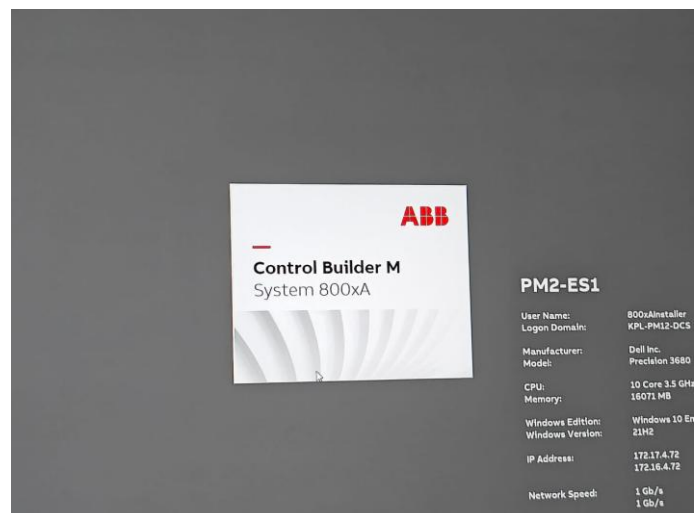 ABB
Control Builder M
System 800xA
PM2-ES1
User Name: 800xAInstaller
Logon Domain: KPL-PM12-DCS
Manufacturer: Dell Inc.
Model: Precision 3680
CPU: 10 Core 3.5 GHz
Memory: 16071 MB
Windows Edition: Windows 10 En
Windows Version: 21H2
IP Address: 172.17.4.72
172.16.4.72
Network Speed: 1 Gb/s
1 Gb/s